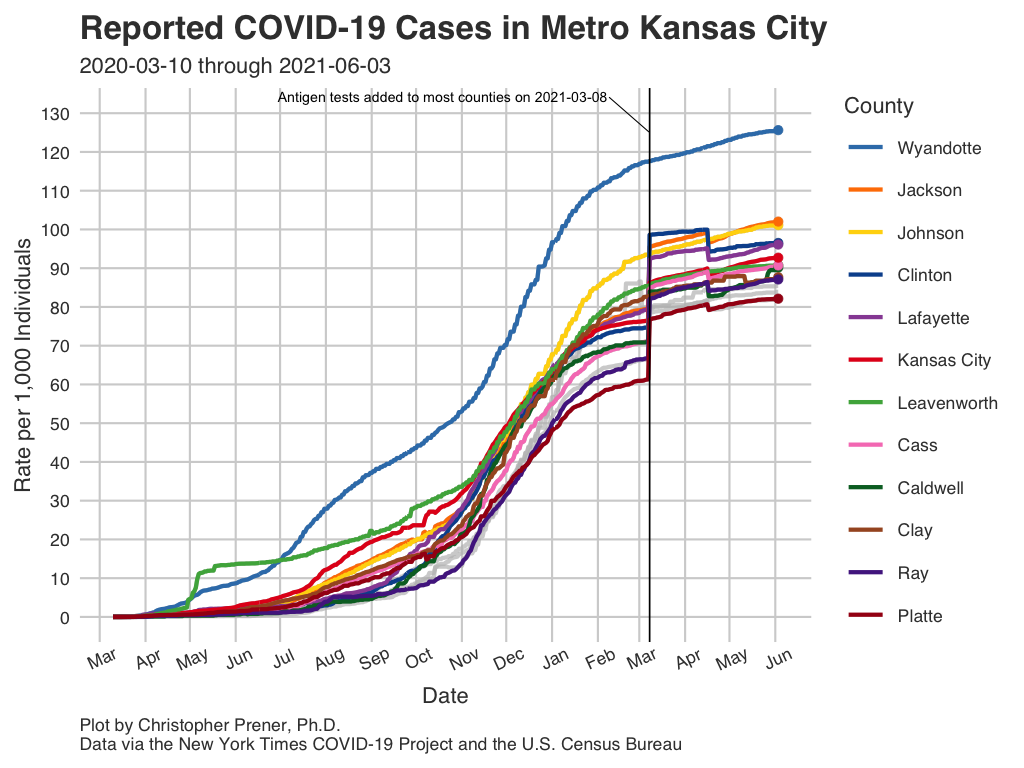 Reported COVID-19 Cases in Metro Kansas City
2020-03-10 through 2021-06-03
Antigen tests added to most counties on 2021-03-08
Rate per 1,000 Individuals
130
120
110
100
90
80
70
60
50
40
30
20
10
0
Mar Apr May Jun Jul Aug Sep Oct Nov Dec Jan Feb Mar Apr May Jun
Date
County
Wyandotte
Jackson
Johnson
Clinton
Lafayette
Kansas City
Leavenworth
Cass
Caldwell
Clay
Ray
Platte
Plot by Christopher Prener, Ph.D.
Data via the New York Times COVID-19 Project and the U.S. Census Bureau